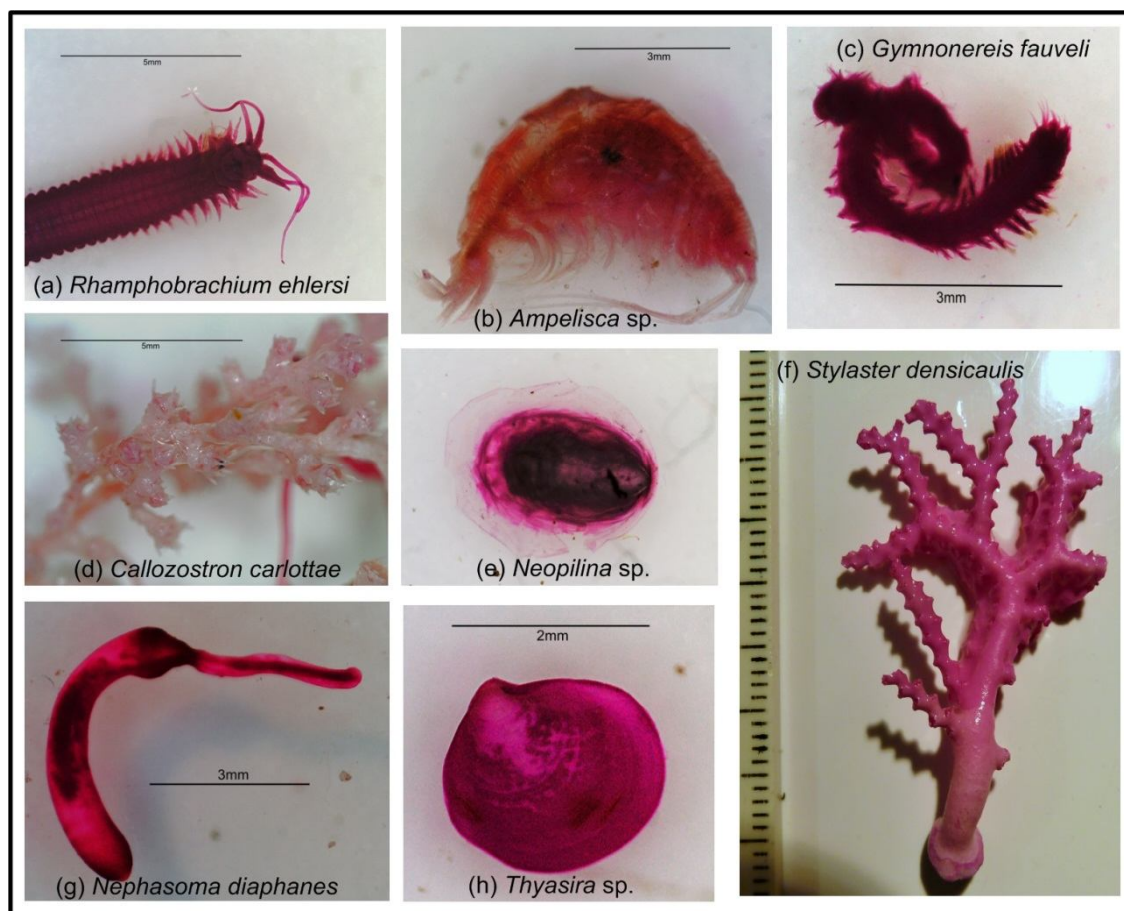 5mm
(a) Rhamphobrachium ehlersi
3mm
(b) Ampelisca sp.
(c) Gymnonereis fauveli
3mm
5mm
(d) Callozostron carlottae
(e) Neopilina sp.
(f) Stylaster densicaulis
3mm
(g) Nephasoma diaphanes
2mm
(h) Thyasira sp.